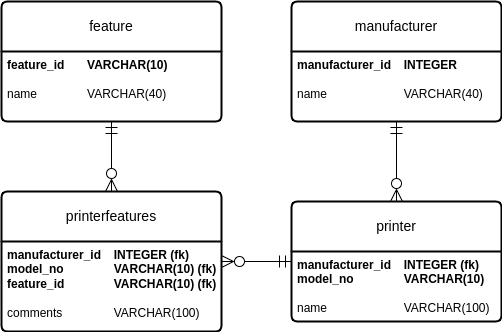 feature
feature_id VARCHAR(10)
name VARCHAR(40)
manufacturer
manufacturer_id INTEGER
name VARCHAR(40)
printerfeatures
manufacturer_id INTEGER (fk)
model_no VARCHAR(10) (fk)
feature_id VARCHAR(10) (fk)
comments VARCHAR(100)
printer
manufacturer_id INTEGER (fk)
model_no VARCHAR(10)
name VARCHAR(100)